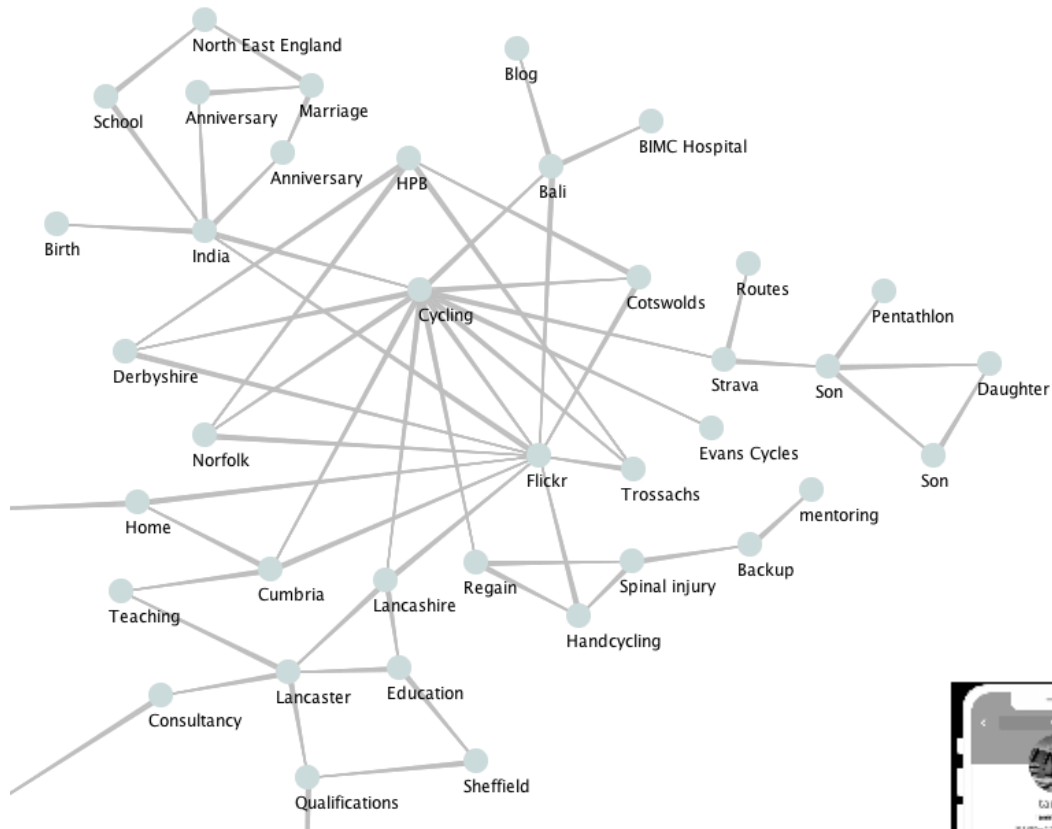 North East England
Blog
School
Anniversary
Marriage
BIMC Hospital
Anniversary
HPB
Bali
Birth
India
Routes
Cotswolds
Cycling
Pentathlon
Derbyshire
Strava
Son
Daughter
Norfolk
Evans Cycles
Flickr
Trossachs
Son
Home
mentoring
Cumbria
Lancashire
Regain
Spinal injury
Backup
Teaching
Handcycling
Lancaster
Education
Consultancy
Sheffield
Qualifications